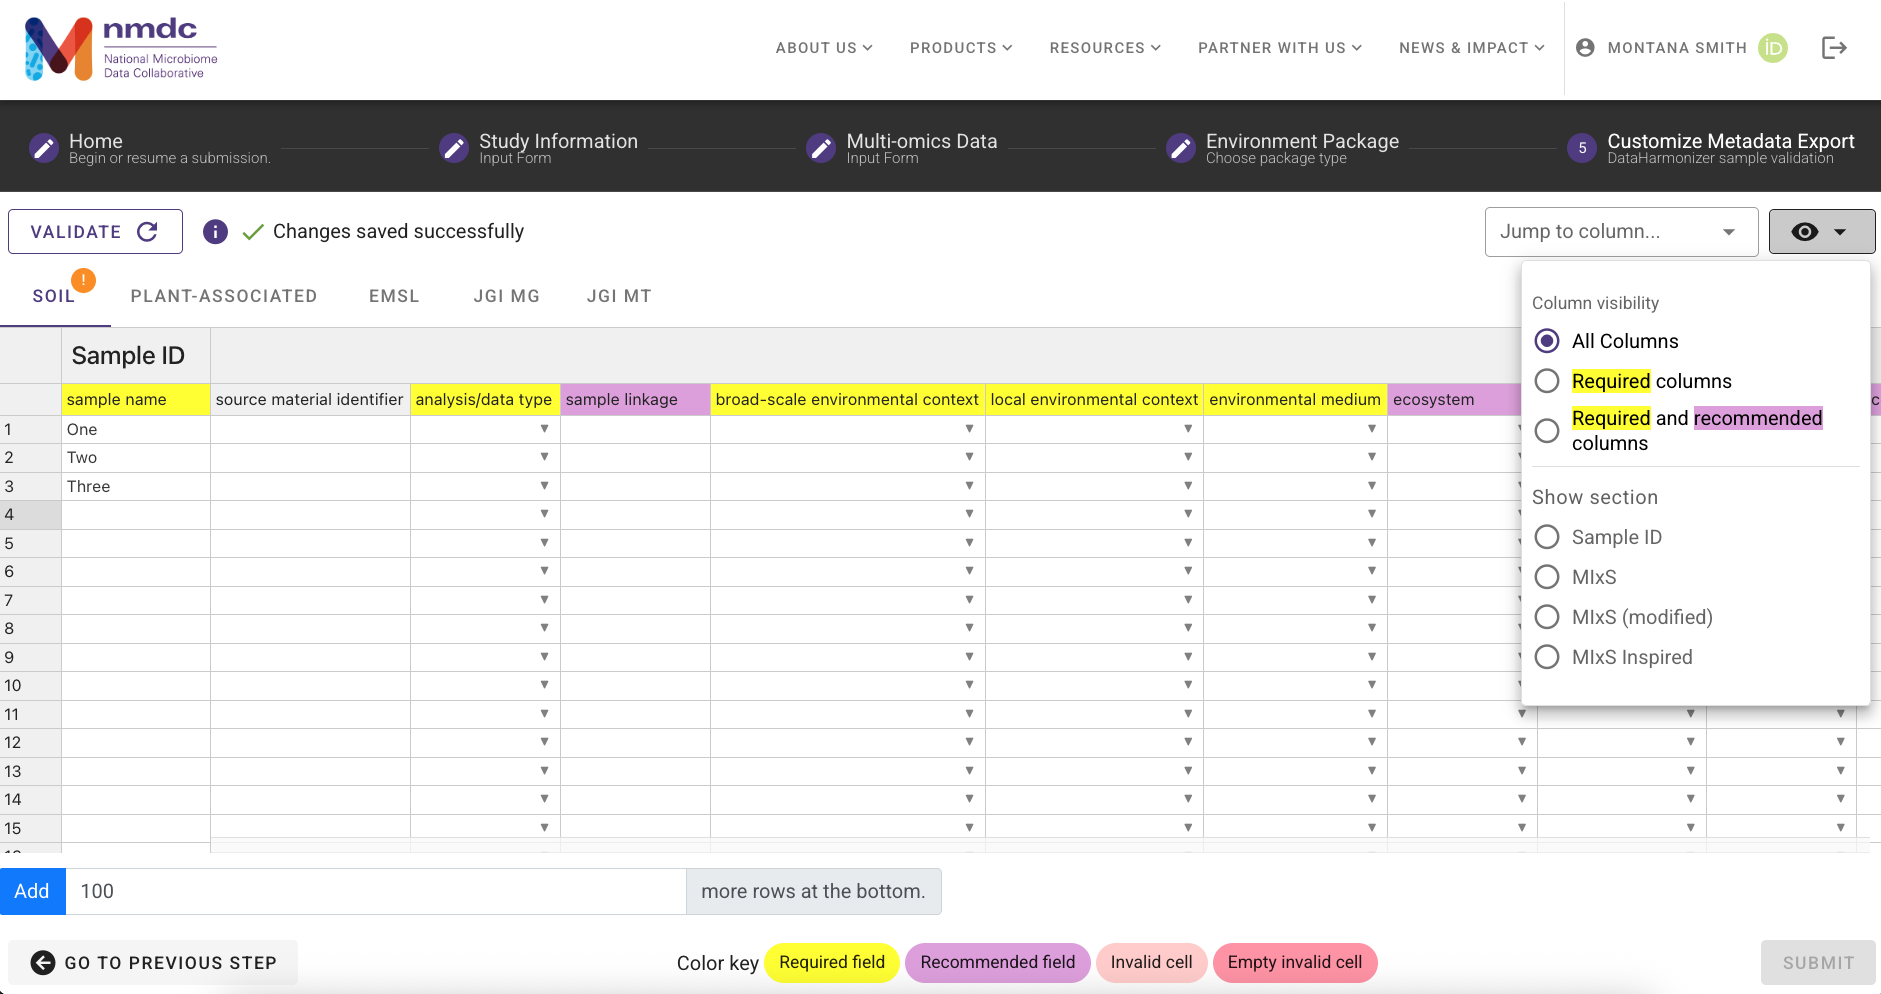 nmdc
National Microbiome
Data Collaborative
ABOUT US
PRODUCTS
RESOURCES
PARTNER WITH US
NEWS & IMPACT
MONTANA SMITH
iD
Home
Begin or resume a submission.
Study Information
Input Form
Multi-omics Data
Input Form
Environment Package
Choose package type
5
Customize Metadata Export
DataHarmonizer sample validation
VALIDATE
i
Changes saved successfully
Jump to column...
SOIL
!
PLANT-ASSOCIATED
EMSL
JGI MG
JGI MT
Column visibility
All Columns
Required columns
Required and recommended
columns
Show section
Sample ID
MIxS
MIxS (modified)
MIxS Inspired
Sample ID
sample name
source material identifier
analysis/data type
sample linkage
broad-scale environmental context
local environmental context
environmental medium
ecosystem
c
1 One
2 Two
3 Three
4
5
6
7
8
9
10
11
12
13
14
15
Add
100
more rows at the bottom.
GO TO PREVIOUS STEP
Color key
Required field
Recommended field
Invalid cell
Empty invalid cell
SUBMIT